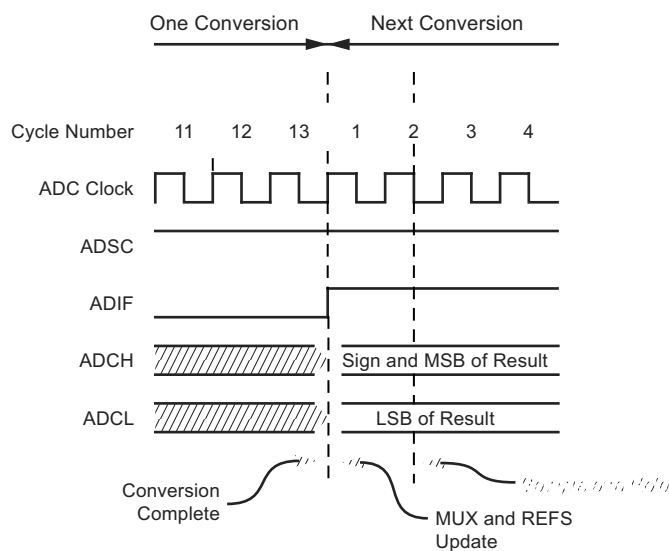 One Conversion Next Conversion
Cycle Number 11 12 13 1 2 3 4
ADC Clock
ADSC
ADIF
ADCH Sign and MSB of Result
ADCL LSB of Result
Conversion
Complete
MUX and REFS
Update